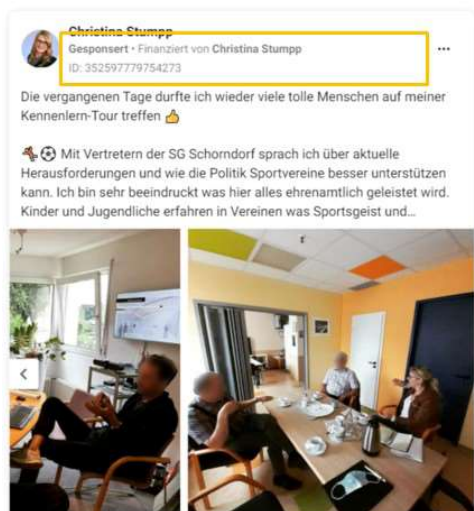 Christina Stumpp
Gesponsert • Finanziert von Christina Stumpp
ID: 352597779754273
Die vergangenen Tage durfte ich wieder viele tolle Menschen auf meiner
Kennenlern-Tour treffen 👍
🤾⚽ Mit Vertretern der SG Schorndorf sprach ich über aktuelle
Herausforderungen und wie die Politik Sportvereine besser unterstützen
kann. Ich bin sehr beeindruckt was hier alles ehrenamtlich geleistet wird.
Kinder und Jugendliche erfahren in Vereinen was Sportsgeist und...